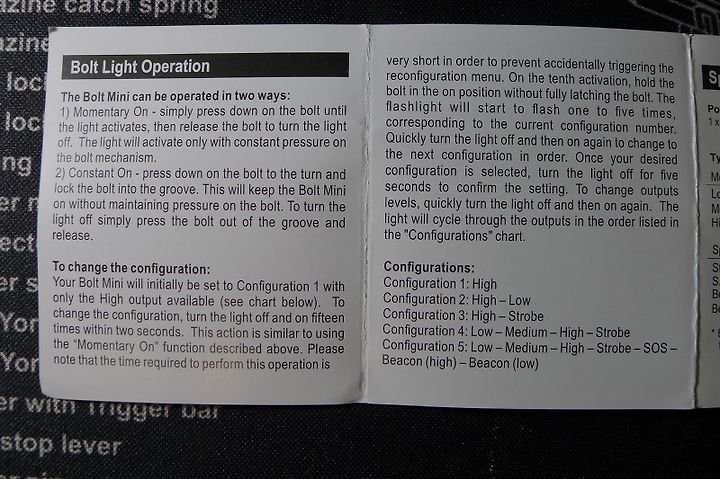 azine catch spring
azine
loc
loc
Bolt Light Operation
The Bolt Mini can be operated in two ways:
1) Momentary On - simply press down on the bolt until
the light activates, then release the bolt to turn the light
off. The light will activate only with constant pressure on
the bolt mechanism.
2) Constant On - press down on the bolt to the turn and
lock the bolt into the groove. This will keep the Bolt Mini
on without maintaining pressure on the bolt. To turn the
light off simply press the bolt out of the groove and
release.
To change the configuration:
Your Bolt Mini will initially be set to Configuration 1 with
only the High output available (see chart below). To
change the configuration, turn the light off and on fifteen
times within two seconds. This action is similar to using
the “Momentary On” function described above. Please
note that the time required to perform this operation is
very short in order to prevent accidentally triggering the
reconfiguration menu. On the tenth activation, hold the
bolt in the on position without fully latching the bolt. The
flashlight will start to flash one to five times,
corresponding to the current configuration number.
Quickly turn the light off and then on again to change to
the next configuration in order. Once your desired
configuration is selected, turn the light off for five
seconds to confirm the setting. To change outputs
levels, quickly turn the light off and then on again. The
light will cycle through the outputs in the order listed
in the "Configurations" chart.
Configurations:
Configuration 1: High
Configuration 2: High – Low
Configuration 3: High – Strobe
Configuration 4: Low – Medium – High – Strobe
Configuration 5: Low – Medium – High – Strobe – SOS –
Beacon (high) – Beacon (low)
er with Trigger bar
stop lever